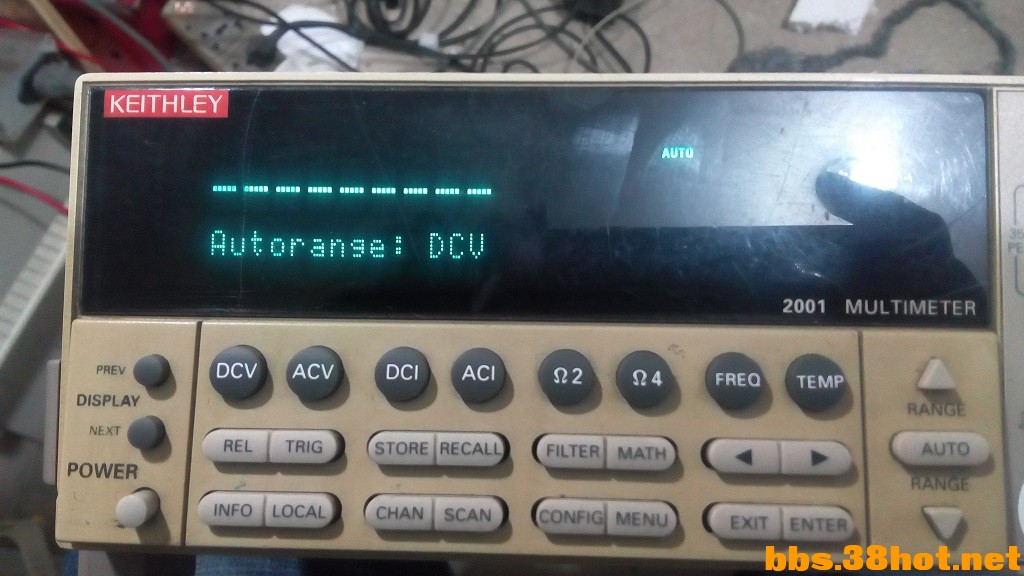 KEITHLEY
AUTO
Autorange: DCV
2001 MULTIMETER
PREV
DISPLAY
NEXT
POWER
DCV ACV DCI ACI Ω2 Ω4 FREQ TEMP
REL TRIG STORE RECALL FILTER MATH ◀ ▶
INFO LOCAL CHAN SCAN CONFIG MENU EXIT ENTER
RANGE
AUTO
RANGE
bbs.38hot.net